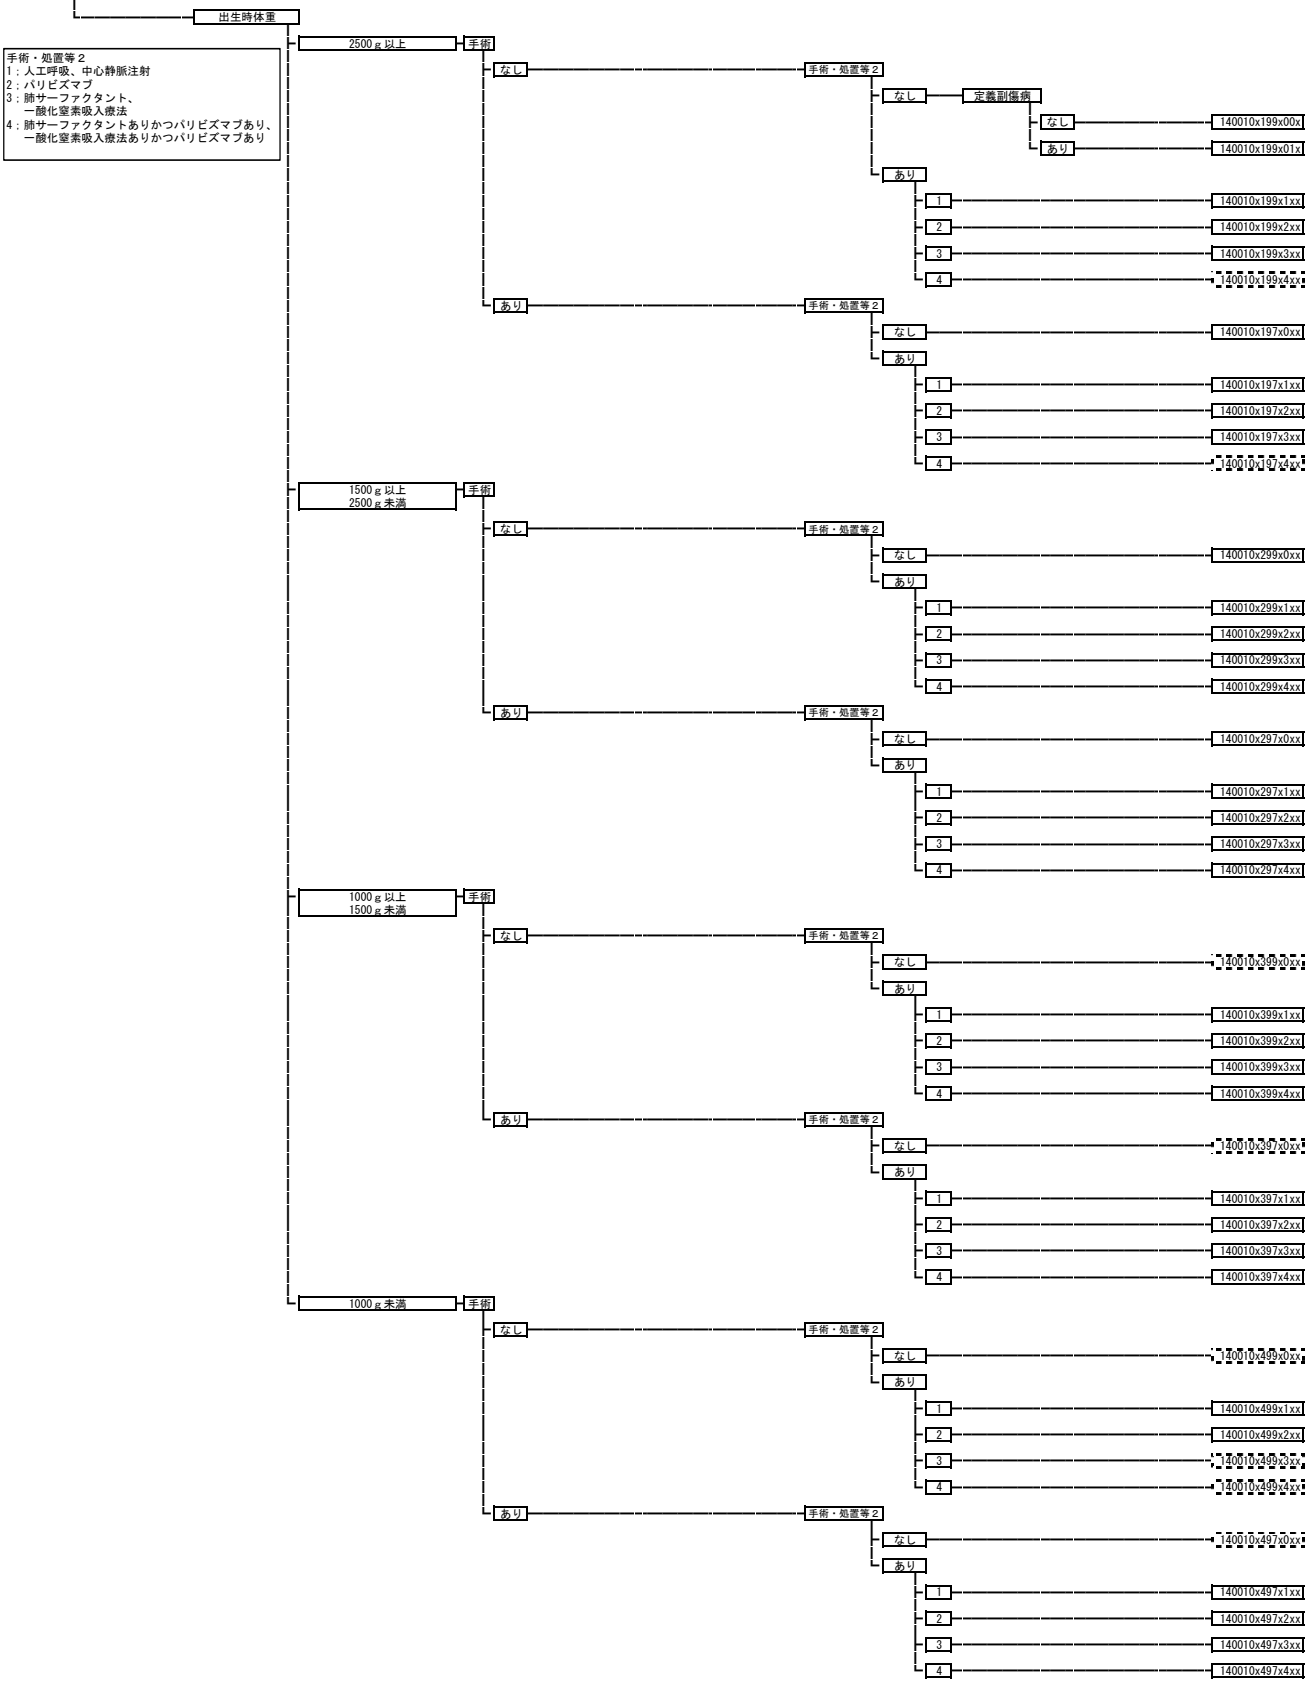 出生時体重
2500ｇ以上 手術
手術・処置等２
1；人工呼吸、中心静脈注射
2；パリビズマブ
3；肺サーファクタント、
一酸化窒素吸入療法
4；肺サーファクタントありかつパリビズマブあり、
一酸化窒素吸入療法ありかつパリビズマブあり
なし 手術・処置等２
なし 定義副傷病
なし 140010x199x00x
あり 140010x199x01x
あり
1 140010x199x1xx
2 140010x199x2xx
3 140010x199x3xx
4 140010x199x4xx
あり 手術・処置等２
なし 140010x197x0xx
あり
1 140010x197x1xx
2 140010x197x2xx
3 140010x197x3xx
4 140010x197x4xx
1500ｇ以上
2500ｇ未満
手術
なし 手術・処置等２
なし 140010x299x0xx
あり
1 140010x299x1xx
2 140010x299x2xx
3 140010x299x3xx
4 140010x299x4xx
あり 手術・処置等２
なし 140010x297x0xx
あり
1 140010x297x1xx
2 140010x297x2xx
3 140010x297x3xx
4 140010x297x4xx
1000ｇ以上
1500ｇ未満
手術
なし 手術・処置等２
なし 140010x399x0xx
あり
1 140010x399x1xx
2 140010x399x2xx
3 140010x399x3xx
4 140010x399x4xx
あり 手術・処置等２
なし 140010x397x0xx
あり
1 140010x397x1xx
2 140010x397x2xx
3 140010x397x3xx
4 140010x397x4xx
1000ｇ未満 手術
なし 手術・処置等２
なし 140010x499x0xx
あり
1 140010x499x1xx
2 140010x499x2xx
3 140010x499x3xx
4 140010x499x4xx
あり 手術・処置等２
なし 140010x497x0xx
あり
1 140010x497x1xx
2 140010x497x2xx
3 140010x497x3xx
4 140010x497x4xx